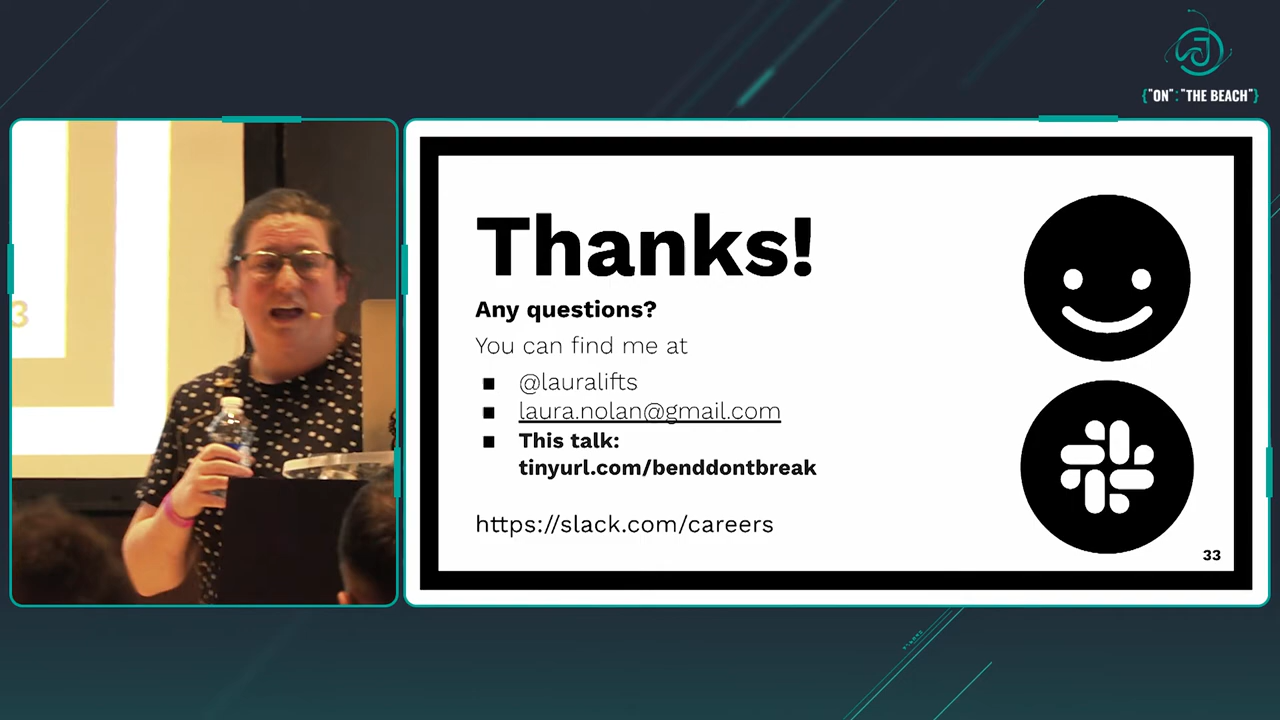 {"ON":"THE BEACH"}
3
Thanks!
Any questions?
You can find me at
@lauralifts
laura.nolan@gmail.com
This talk:
tinyurl.com/benddontbreak
https://slack.com/careers
33